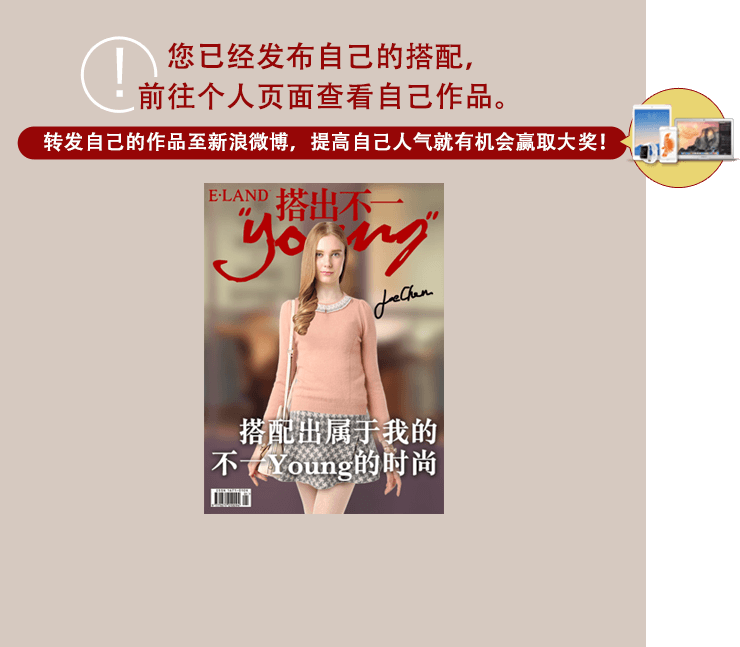 !
您已经发布自己的搭配，
前往个人页面查看自己作品。
转发自己的作品至新浪微博，提高自己人气就有机会赢取大奖！
E·LAND 搭出不一
"young"
搭配出属于我的
不一Young的时尚